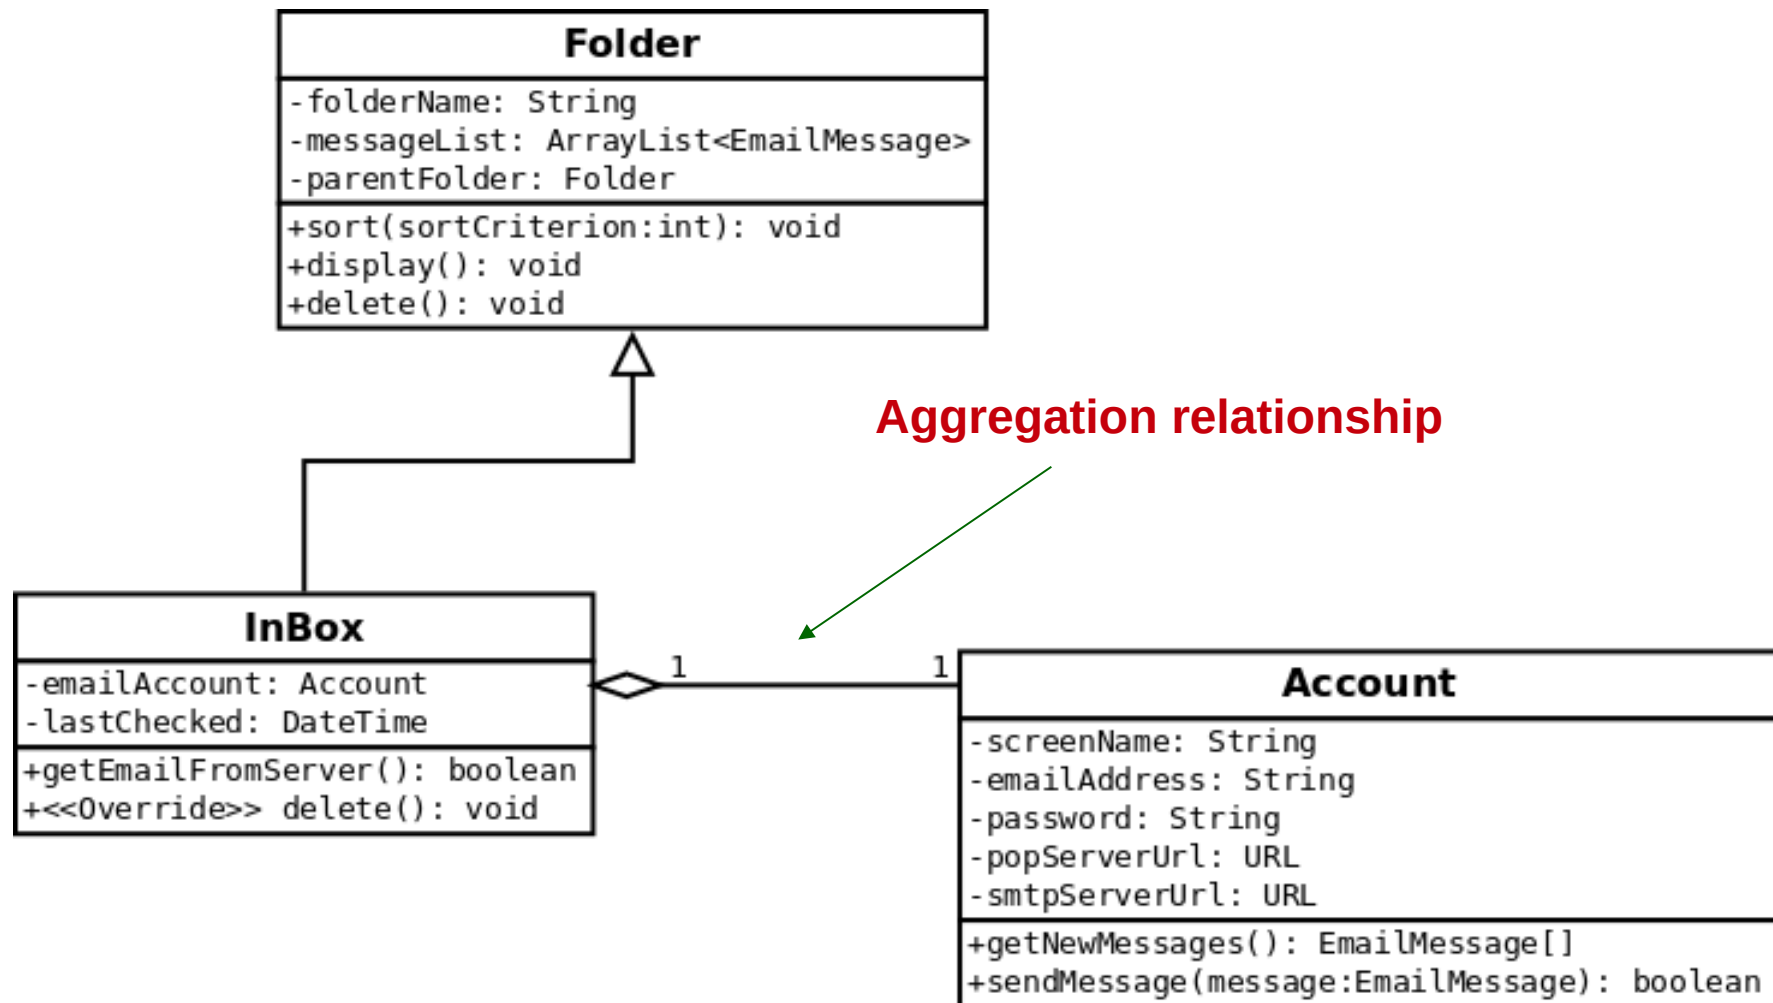 Folder
-folderName: String
-messageList: ArrayList<EmailMessage>
-parentFolder: Folder
+sort(sortCriterion:int): void
+display(): void
+delete(): void
Aggregation relationship
InBox
-emailAccount: Account
-lastChecked: DateTime
+getEmailFromServer(): boolean
+<<Override>> delete(): void
1
1
Account
-screenName: String
-emailAddress: String
-password: String
-popServerUrl: URL
-smtpServerUrl: URL
+getNewMessages(): EmailMessage[]
+sendMessage(message:EmailMessage): boolean